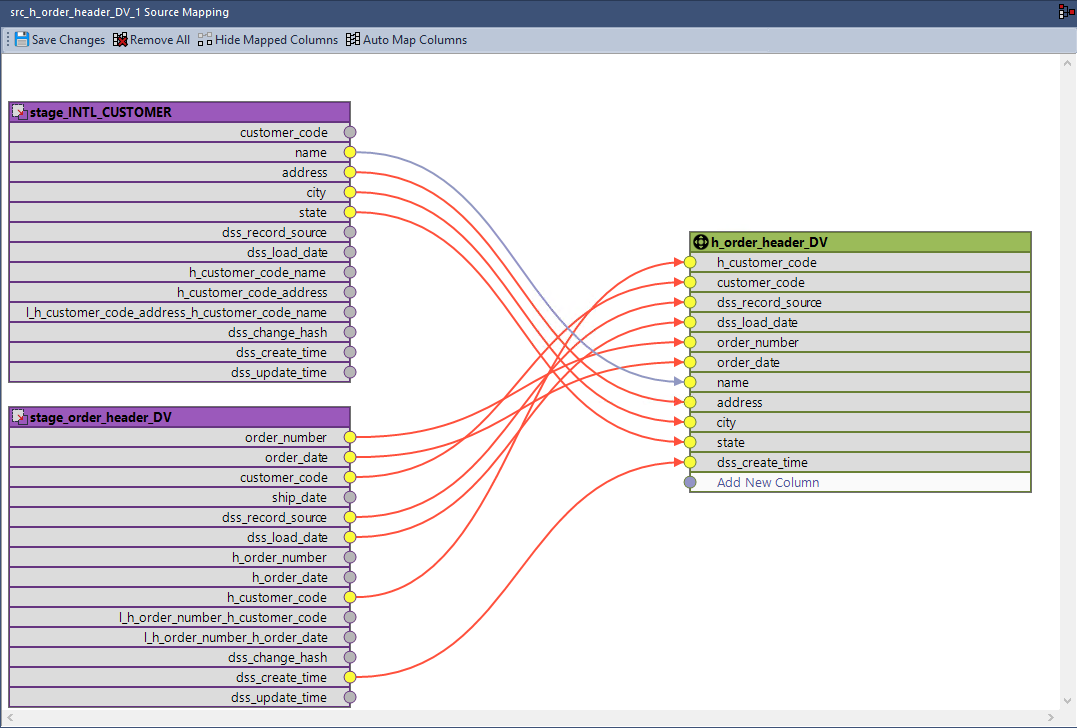 src_h_order_header_DV_1 Source Mapping
Save Changes Remove All Hide Mapped Columns Auto Map Columns
stage_INTL_CUSTOMER
customer_code
name
address
city
state
dss_record_source
dss_load_date
h_customer_code_name
h_customer_code_address
l_h_customer_code_address_h_customer_code_name
dss_change_hash
dss_create_time
dss_update_time
stage_order_header_DV
order_number
order_date
customer_code
ship_date
dss_record_source
dss_load_date
h_order_number
h_order_date
h_customer_code
l_h_order_number_h_customer_code
l_h_order_number_h_order_date
dss_change_hash
dss_create_time
dss_update_time
h_order_header_DV
h_customer_code
customer_code
dss_record_source
dss_load_date
order_number
order_date
name
address
city
state
dss_create_time
Add New Column